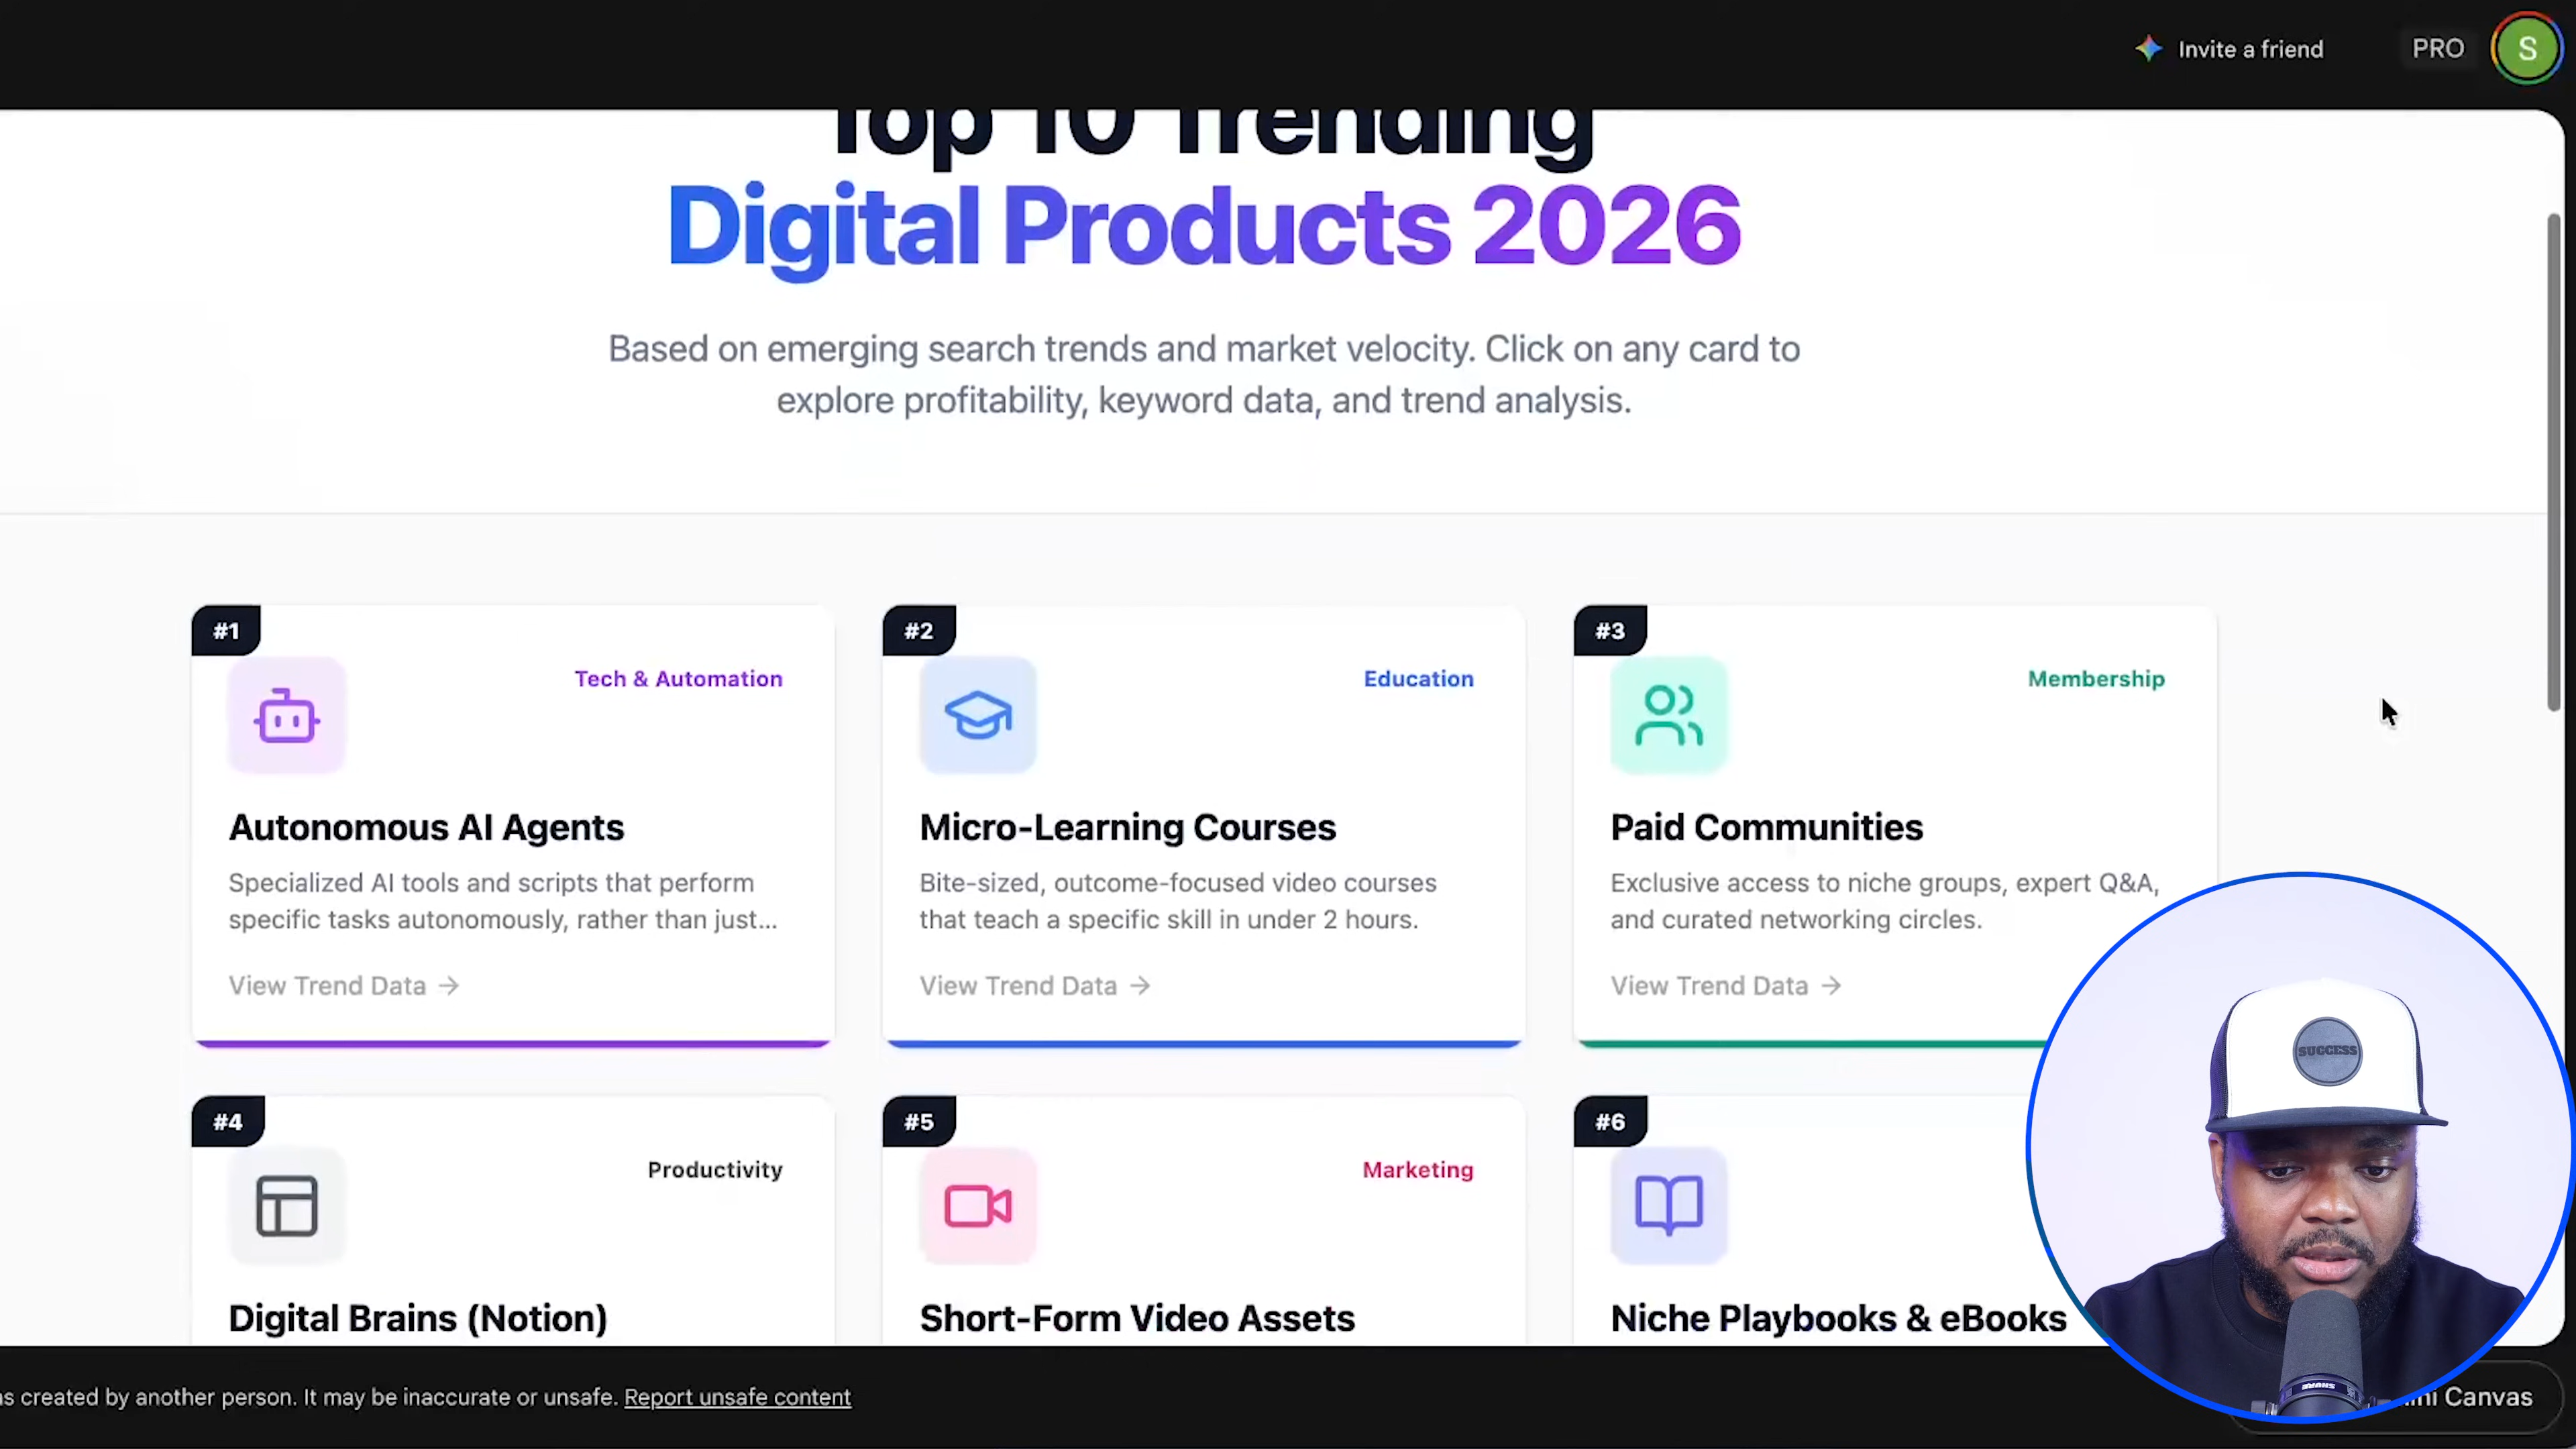 Invite a friend
PRO
S
Top 10 Trending
Digital Products 2026
Based on emerging search trends and market velocity. Click on any card to
explore profitability, keyword data, and trend analysis.
#1
Tech & Automation
Autonomous AI Agents
Specialized AI tools and scripts that perform
specific tasks autonomously, rather than just...
View Trend Data →
#2
Education
Micro-Learning Courses
Bite-sized, outcome-focused video courses
that teach a specific skill in under 2 hours.
View Trend Data →
#3
Membership
Paid Communities
Exclusive access to niche groups, expert Q&A,
and curated networking circles.
View Trend Data →
#4
Productivity
Digital Brains (Notion)
#5
Marketing
Short-Form Video Assets
#6
Niche Playbooks & eBooks
SUCCESS
SHURE
created by another person. It may be inaccurate or unsafe. Report unsafe content
Canvas